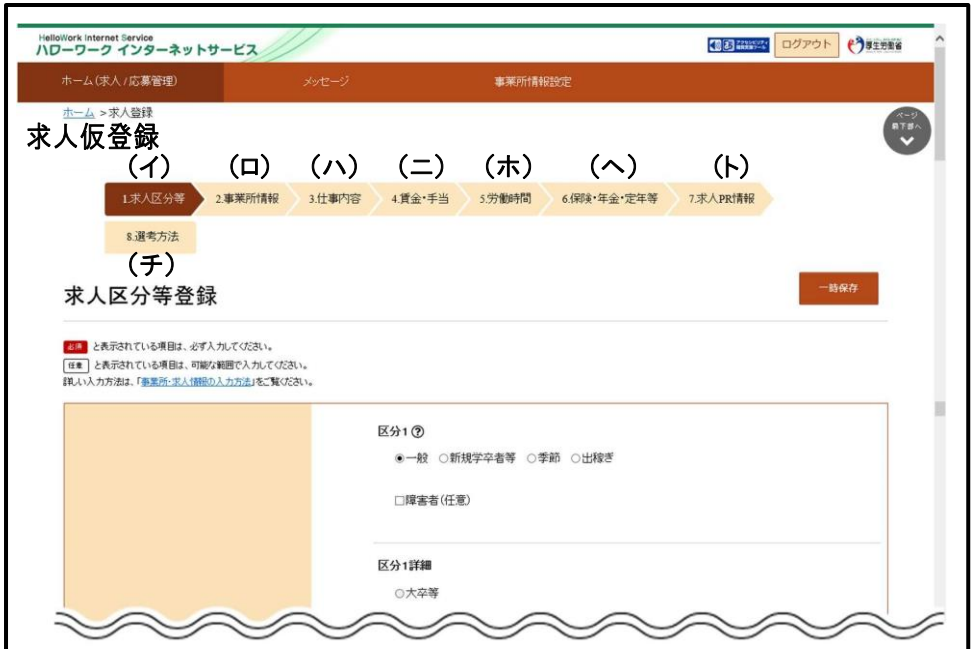 HelloWork Internet Service
ハローワーク インターネットサービス
ログアウト
厚生労働省
ホーム(求人/応募管理)
メッセージ
事業所情報設定
ホーム >求人登録
求人仮登録
ページ
最下部へ
(イ) (ロ) (ハ) (ニ) (ホ) (ヘ) (ト)
1.求人区分等 2.事業所情報 3.仕事内容 4.賃金・手当 5.労働時間 6.保険・年金・定年等 7.求人PR情報
8.選考方法
(チ)
求人区分等登録
一時保存
必須 と表示されている項目は、必ず入力してください。
任意 と表示されている項目は、可能な範囲で入力してください。
詳しい入力方法は、「事業所・求人情報の入力方法」をご覧ください。
区分1 ?
一般 新規学卒者等 季節 出稼ぎ
障害者(任意)
区分1詳細
大卒等